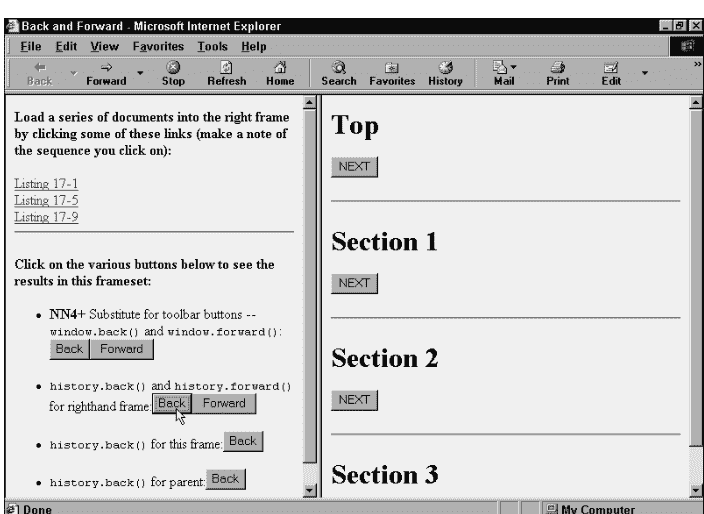 Back and Forward - Microsoft Internet Explorer
File Edit View Favorites Tools Help
Back Forward Stop Refresh Home Search Favorites History Mail Print Edit »
Load a series of documents into the right frame
by clicking some of these links (make a note of
the sequence you click on):
Listing 17-1
Listing 17-5
Listing 17-9
Click on the various buttons below to see the
results in this frameset:
• NN4+ Substitute for toolbar buttons --
window.back() and window.forward():
Back Forward
• history.back() and history.forward()
for righthand frame: Back Forward
• history.back() for this frame: Back
• history.back() for parent: Back
Top
NEXT
Section 1
NEXT
Section 2
NEXT
Section 3
Done My Computer